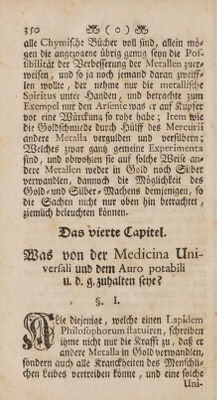 350 ( o )
alle Chymische Bücher voll sind, allein mö-
gen die angezogene übrig genug seyn die Pos-
sibilität der Verbesserung der Metallen zu er-
weisen, und so ja noch jemand daran zweiff-
len wolte, der nehme nur die metallische
Spiritus unter Handen, und betrachte zum
Exempel nur den Arsenic was er auf Kupfer
vor eine Würckung so rohe habe; Item wie
die Goldschmiede durch Hülff des Mercurii
andere Metalla vergulden und versilbern;
Welches zwar gantz gemeine Experimenta
sind, und obwohlen sie auf solche Weise an-
dere Metallen weder in Gold noch Silber
verwandlen, dannoch die Möglichkeit des
Gold- und Silber-Machens demjenigen, so
die Sachen nicht nur oben hin betrachtet,
ziemlich beleuchten können.
Das vierte Capitel.
Was von der Medicina Uni-
versali und dem Auro potabili
u. d. g. zuhalten seye?
§. I.
Alle diejenige, welche einen Lapidem
Philosophorum statuiren, schreiben
ihme nicht nur die Krafft zu, daß er
andere Metalla in Gold verwandlen,
sondern auch alle Kranckheiten des Menschli-
chen Leibes vertreiben könne, und eine solche
Uni-